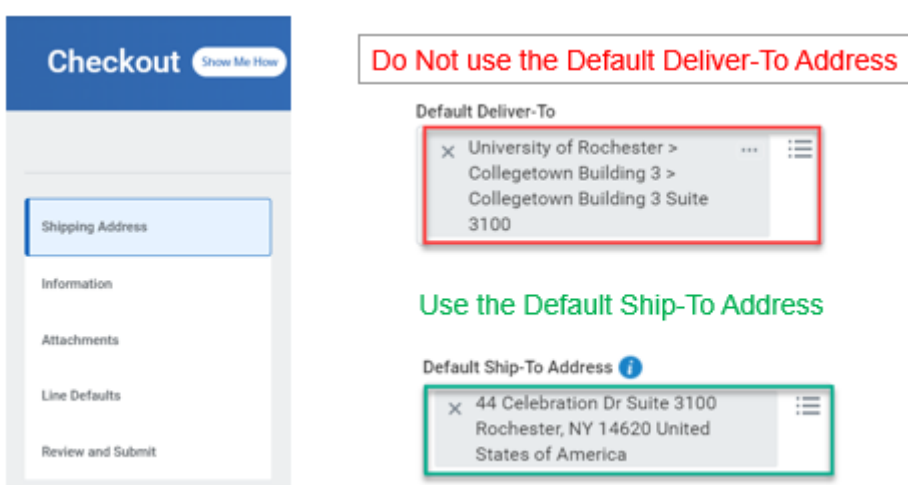 Checkout Show Me How
Shipping Address
Information
Attachments
Line Defaults
Review and Submit
Do Not use the Default Deliver-To Address
Default Deliver-To
University of Rochester >
Collegetown Building 3 >
Collegetown Building 3 Suite
3100
Use the Default Ship-To Address
Default Ship-To Address i
44 Celebration Dr Suite 3100
Rochester, NY 14620 United
States of America